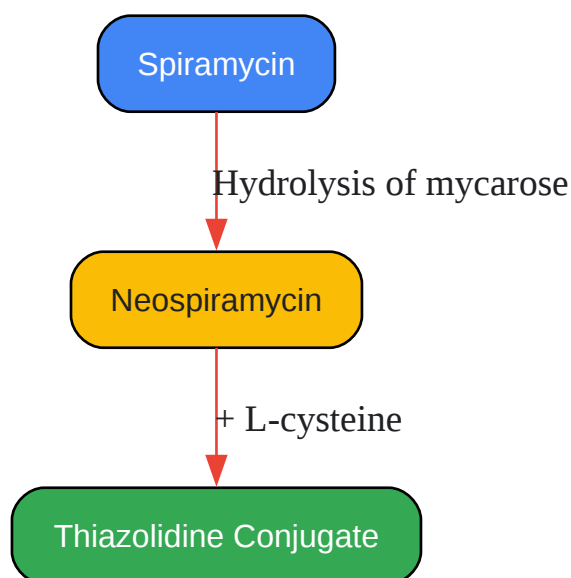 Spiramycin
Hydrolysis of mycarose
Neospiramycin
+ L-cysteine
Thiazolidine Conjugate